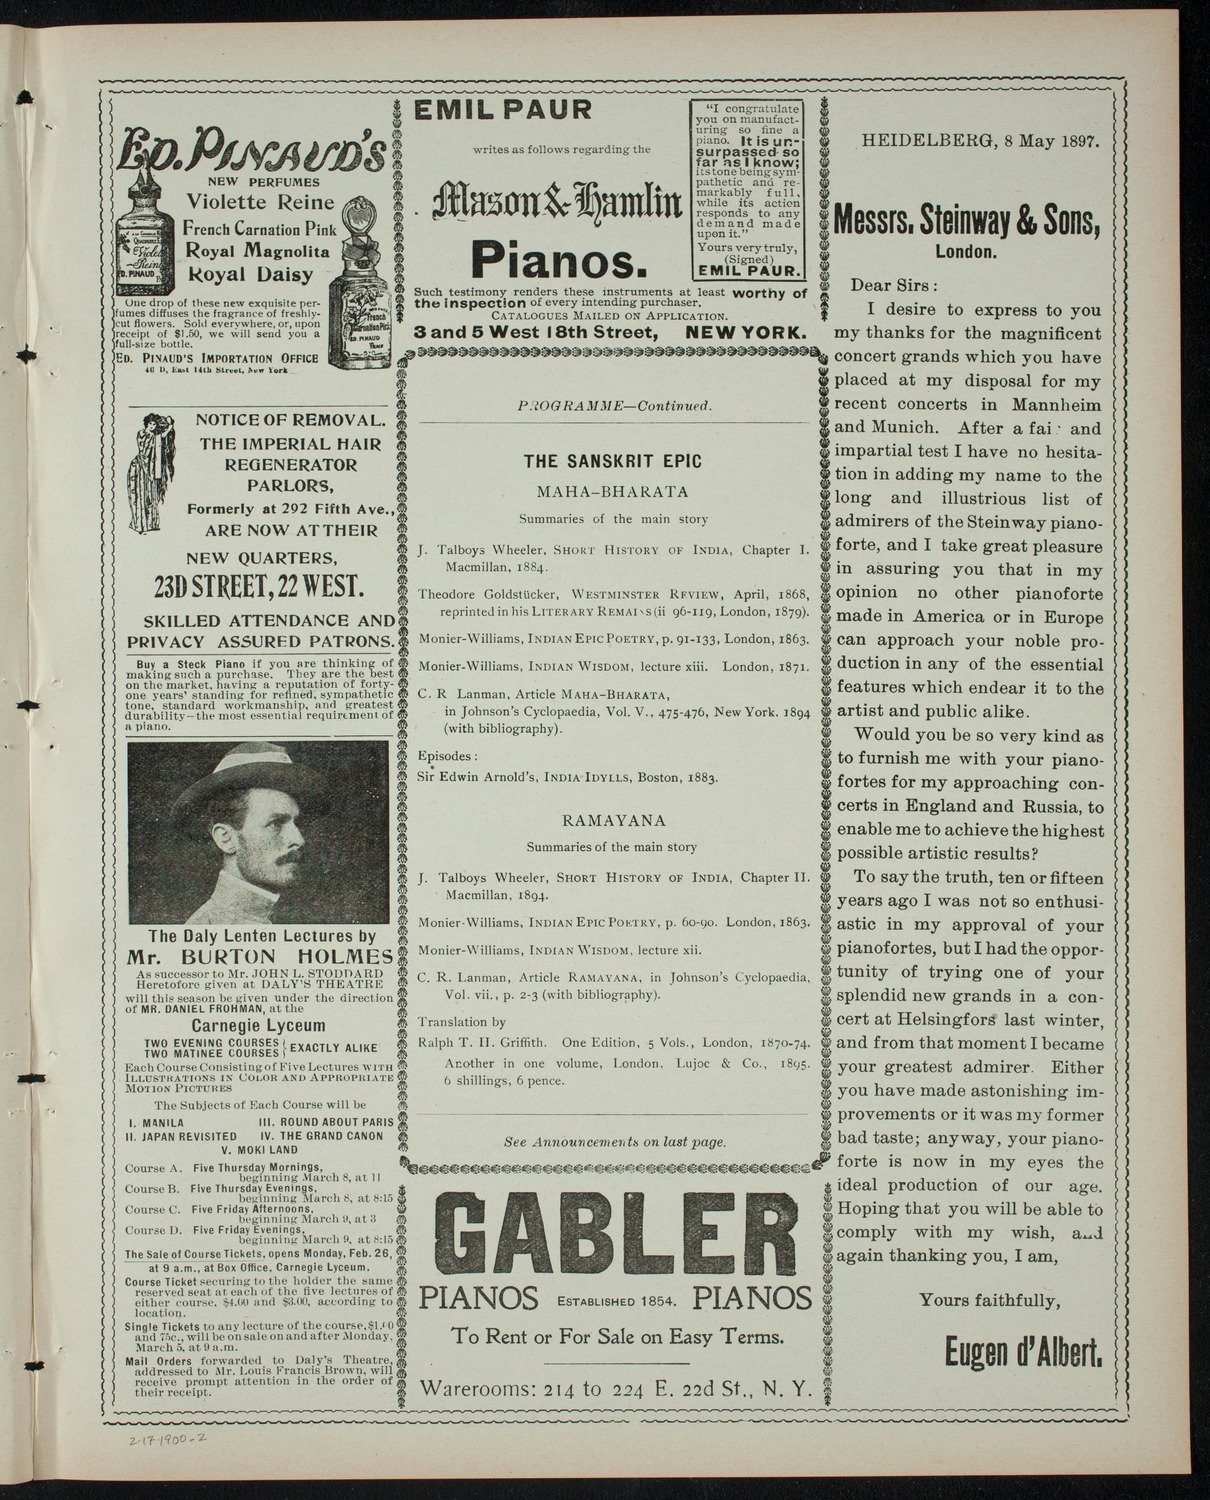 ED. PINAUD'S
NEW PERFUMES
Violette Reine
French Carnation Pink
Royal Magnolita
Royal Daisy
One drop of these new exquisite per-
fumes diffuses the fragrance of freshly-
cut flowers. Sold everywhere, or, upon
receipt of $1.50, we will send you a
full-size bottle.
ED. PINAUD'S IMPORTATION OFFICE
46 D, East 14th Street, New York
NOTICE OF REMOVAL.
THE IMPERIAL HAIR
REGENERATOR
PARLORS,
Formerly at 292 Fifth Ave.,
ARE NOW AT THEIR
NEW QUARTERS,
23D STREET, 22 WEST.
SKILLED ATTENDANCE AND
PRIVACY ASSURED PATRONS.
Buy a Steck Piano if you are thinking of
making such a purchase. They are the best
on the market, having a reputation of forty-
one years' standing for refined, sympathetic
tone, standard workmanship, and greatest
durability—the most essential requirement of
a piano.
The Daly Lenten Lectures by
Mr. BURTON HOLMES
As successor to Mr. JOHN L. STODDARD
Heretofore given at DALY'S THEATRE
will this season be given under the direction
of MR. DANIEL FROHMAN, at the
Carnegie Lyceum
TWO EVENING COURSES
TWO MATINEE COURSES } EXACTLY ALIKE
Each Course Consisting of Five Lectures WITH
ILLUSTRATIONS IN COLOR AND APPROPRIATE
MOTION PICTURES
The Subjects of Each Course will be
I. MANILA III. ROUND ABOUT PARIS
II. JAPAN REVISITED IV. THE GRAND CANON
V. MOKI LAND
Course A. Five Thursday Mornings,
beginning March 8, at 11
Course B. Five Thursday Evenings,
beginning March 8, at 8:15
Course C. Five Friday Afternoons,
beginning March 9, at 3
Course D. Five Friday Evenings,
beginning March 9, at 8:15
The Sale of Course Tickets, opens Monday, Feb. 26,
at 9 a.m., at Box Office, Carnegie Lyceum.
Course Ticket securing to the holder the same
reserved seat at each of the five lectures of
either course, $4.00 and $3.00, according to
location.
Single Tickets to any lecture of the course, $1.00
and 75c., will be on sale on and after Monday,
March 5, at 9 a.m.
Mail Orders forwarded to Daly's Theatre,
addressed to Mr. Louis Francis Brown, will
receive prompt attention in the order of
their receipt.
EMIL PAUR
writes as follows regarding the
Mason & Hamlin
Pianos.
"I congratulate
you on manufact-
uring so fine a
piano. It is un-
surpassed so
far as I know;
its tone being sym-
pathetic and re-
markably full,
while its action
responds to any
demand made
upon it."
Yours very truly,
(Signed)
EMIL PAUR.
Such testimony renders these instruments at least worthy of
the inspection of every intending purchaser.
CATALOGUES MAILED ON APPLICATION.
3 and 5 West 18th Street, NEW YORK.
PROGRAMME—Continued.
THE SANSKRIT EPIC
MAHA-BHARATA
Summaries of the main story
J. Talboys Wheeler, SHORT HISTORY OF INDIA, Chapter I.
Macmillan, 1884.
Theodore Goldstücker, WESTMINSTER REVIEW, April, 1868,
reprinted in his LITERARY REMAINS (ii 96-119, London, 1879).
Monier-Williams, INDIAN EPIC POETRY, p. 91-133, London, 1863.
Monier-Williams, INDIAN WISDOM, lecture xiii. London, 1871.
C. R Lanman, Article MAHA-BHARATA,
in Johnson's Cyclopaedia, Vol. V., 475-476, New York, 1894
(with bibliography).
Episodes :
Sir Edwin Arnold's, INDIA IDYLLS, Boston, 1883.
RAMAYANA
Summaries of the main story
J. Talboys Wheeler, SHORT HISTORY OF INDIA, Chapter II.
Macmillan, 1894.
Monier-Williams, INDIAN EPIC POETRY, p. 60-90. London, 1863.
Monier-Williams, INDIAN WISDOM, lecture xii.
C. R. Lanman, Article RAMAYANA, in Johnson's Cyclopaedia,
Vol. vii., p. 2-3 (with bibliography).
Translation by
Ralph T. H. Griffith. One Edition, 5 Vols., London, 1870-74.
Another in one volume, London, Lujoc & Co., 1895.
6 shillings, 6 pence.
See Announcements on last page.
GABLER
PIANOS ESTABLISHED 1854. PIANOS
To Rent or For Sale on Easy Terms.
Warerooms: 214 to 224 E. 22d St., N. Y.
HEIDELBERG, 8 May 1897.
Messrs. Steinway & Sons,
London.
Dear Sirs :
I desire to express to you
my thanks for the magnificent
concert grands which you have
placed at my disposal for my
recent concerts in Mannheim
and Munich. After a fair and
impartial test I have no hesita-
tion in adding my name to the
long and illustrious list of
admirers of the Steinway piano-
forte, and I take great pleasure
in assuring you that in my
opinion no other pianoforte
made in America or in Europe
can approach your noble pro-
duction in any of the essential
features which endear it to the
artist and public alike.
Would you be so very kind as
to furnish me with your piano-
fortes for my approaching con-
certs in England and Russia, to
enable me to achieve the highest
possible artistic results?
To say the truth, ten or fifteen
years ago I was not so enthusi-
astic in my approval of your
pianofortes, but I had the oppor-
tunity of trying one of your
splendid new grands in a con-
cert at Helsingfors last winter,
and from that moment I became
your greatest admirer. Either
you have made astonishing im-
provements or it was my former
bad taste; anyway, your piano-
forte is now in my eyes the
ideal production of our age.
Hoping that you will be able to
comply with my wish, and
again thanking you, I am,
Yours faithfully,
Eugen d'Albert.
2-17-1900-2